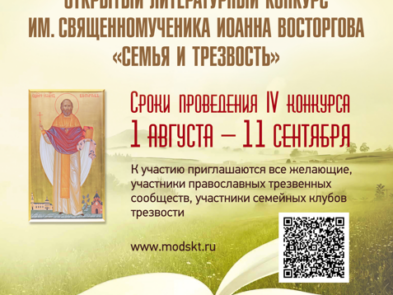 ОТКРЫТЫЙ ЛИТЕРАТУРНЫЙ КОНКУРС
ИМ. СВЯЩЕННОМУЧЕНИКА ИОАННА ВОСТОРГОВА
«СЕМЬЯ И ТРЕЗВОСТЬ»
СРОКИ ПРОВЕДЕНИЯ IV КОНКУРСА
1 АВГУСТА – 11 СЕНТЯБРЯ
К участию приглашаются все желающие,
участники православных трезвенных
сообществ, участники семейных клубов
трезвости
www.modskt.ru